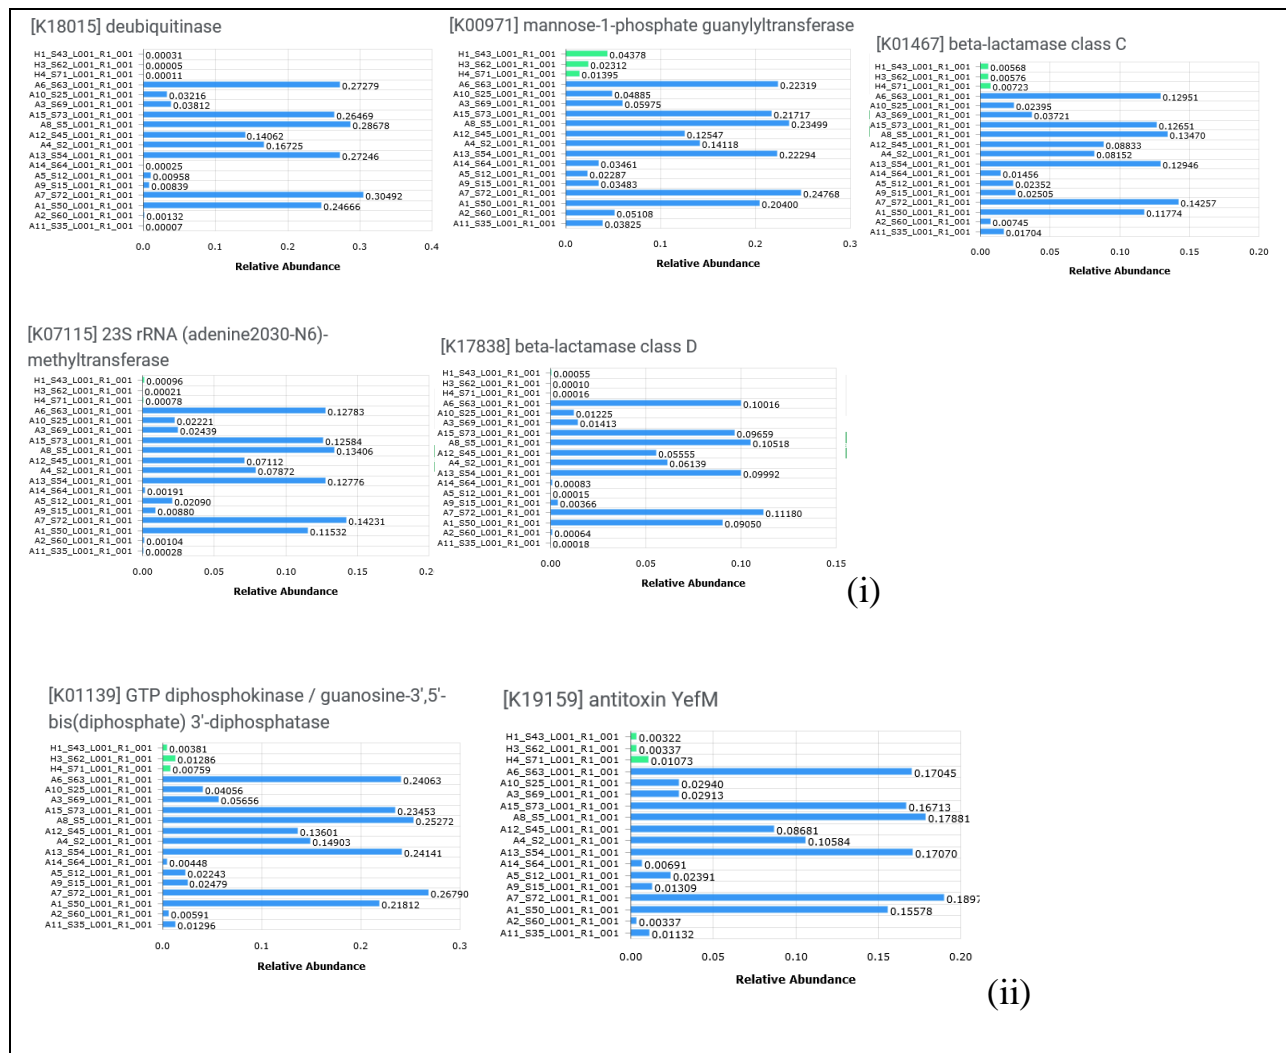 [K18015] deubiquitinase
H1_S43_L001_R1_001 0.00031
H3_S62_L001_R1_001 0.00005
H4_S71_L001_R1_001 0.00011
A6_S63_L001_R1_001 0.27279
A10_S25_L001_R1_001 0.03216
A3_S69_L001_R1_001 0.03812
A15_S73_L001_R1_001 0.26469
A8_S5_L001_R1_001 0.28678
A12_S45_L001_R1_001 0.14062
A4_S2_L001_R1_001 0.16725
A13_S54_L001_R1_001 0.27246
A14_S64_L001_R1_001 0.00025
A5_S12_L001_R1_001 0.00958
A9_S15_L001_R1_001 0.00839
A7_S72_L001_R1_001 0.30492
A1_S50_L001_R1_001 0.24666
A2_S60_L001_R1_001 0.00132
A11_S35_L001_R1_001 0.00007
0.0 0.1 0.2 0.3 0.4
Relative Abundance
[K00971] mannose-1-phosphate guanylyltransferase
H1_S43_L001_R1_001 0.04378
H3_S62_L001_R1_001 0.02312
H4_S71_L001_R1_001 0.01395
A6_S63_L001_R1_001 0.22319
A10_S25_L001_R1_001 0.04885
A3_S69_L001_R1_001 0.05975
A15_S73_L001_R1_001 0.21717
A8_S5_L001_R1_001 0.23499
A12_S45_L001_R1_001 0.12547
A4_S2_L001_R1_001 0.14118
A13_S54_L001_R1_001 0.22294
A14_S64_L001_R1_001 0.03461
A5_S12_L001_R1_001 0.02287
A9_S15_L001_R1_001 0.03483
A7_S72_L001_R1_001 0.24768
A1_S50_L001_R1_001 0.20400
A2_S60_L001_R1_001 0.05108
A11_S35_L001_R1_001 0.03825
0.0 0.1 0.2 0.3
Relative Abundance
[K01467] beta-lactamase class C
H1_S43_L001_R1_001 0.00568
H3_S62_L001_R1_001 0.00576
H4_S71_L001_R1_001 0.00723
A6_S63_L001_R1_001 0.12951
A10_S25_L001_R1_001 0.02395
A3_S69_L001_R1_001 0.03721
A15_S73_L001_R1_001 0.12651
A8_S5_L001_R1_001 0.13470
A12_S45_L001_R1_001 0.08833
A4_S2_L001_R1_001 0.08152
A13_S54_L001_R1_001 0.12946
A14_S64_L001_R1_001 0.01456
A5_S12_L001_R1_001 0.02352
A9_S15_L001_R1_001 0.02505
A7_S72_L001_R1_001 0.14257
A1_S50_L001_R1_001 0.11774
A2_S60_L001_R1_001 0.00745
A11_S35_L001_R1_001 0.01704
0.00 0.05 0.10 0.15 0.20
Relative Abundance
[K07115] 23S rRNA (adenine2030-N6)-
methyltransferase
H1_S43_L001_R1_001 0.00096
H3_S62_L001_R1_001 0.00021
H4_S71_L001_R1_001 0.00078
A6_S63_L001_R1_001 0.12783
A10_S25_L001_R1_001 0.02221
A3_S69_L001_R1_001 0.02439
A15_S73_L001_R1_001 0.12584
A8_S5_L001_R1_001 0.13406
A12_S45_L001_R1_001 0.07112
A4_S2_L001_R1_001 0.07872
A13_S54_L001_R1_001 0.12776
A14_S64_L001_R1_001 0.00191
A5_S12_L001_R1_001 0.02090
A9_S15_L001_R1_001 0.00880
A7_S72_L001_R1_001 0.14231
A1_S50_L001_R1_001 0.11532
A2_S60_L001_R1_001 0.00104
A11_S35_L001_R1_001 0.00028
0.00 0.05 0.10 0.15 0.2
Relative Abundance
[K17838] beta-lactamase class D
H1_S43_L001_R1_001 0.00055
H3_S62_L001_R1_001 0.00010
H4_S71_L001_R1_001 0.00016
A6_S63_L001_R1_001 0.10016
A10_S25_L001_R1_001 0.01225
A3_S69_L001_R1_001 0.01413
A15_S73_L001_R1_001 0.09659
A8_S5_L001_R1_001 0.10518
A12_S45_L001_R1_001 0.05555
A4_S2_L001_R1_001 0.06139
A13_S54_L001_R1_001 0.09992
A14_S64_L001_R1_001 0.00083
A5_S12_L001_R1_001 0.00015
A9_S15_L001_R1_001 0.00366
A7_S72_L001_R1_001 0.11180
A1_S50_L001_R1_001 0.09050
A2_S60_L001_R1_001 0.00064
A11_S35_L001_R1_001 0.00018
0.00 0.05 0.10 0.15
Relative Abundance
(i)
[K01139] GTP diphosphokinase / guanosine-3',5'-
bis(diphosphate) 3'-diphosphatase
H1_S43_L001_R1_001 0.00381
H3_S62_L001_R1_001 0.01286
H4_S71_L001_R1_001 0.00759
A6_S63_L001_R1_001 0.24063
A10_S25_L001_R1_001 0.04056
A3_S69_L001_R1_001 0.05656
A15_S73_L001_R1_001 0.23453
A8_S5_L001_R1_001 0.25272
A12_S45_L001_R1_001 0.13601
A4_S2_L001_R1_001 0.14903
A13_S54_L001_R1_001 0.24141
A14_S64_L001_R1_001 0.00448
A5_S12_L001_R1_001 0.02243
A9_S15_L001_R1_001 0.02479
A7_S72_L001_R1_001 0.26790
A1_S50_L001_R1_001 0.21812
A2_S60_L001_R1_001 0.00591
A11_S35_L001_R1_001 0.01296
0.0 0.1 0.2 0.3
Relative Abundance
[K19159] antitoxin YefM
H1_S43_L001_R1_001 0.00322
H3_S62_L001_R1_001 0.00337
H4_S71_L001_R1_001 0.01073
A6_S63_L001_R1_001 0.17045
A10_S25_L001_R1_001 0.02940
A3_S69_L001_R1_001 0.02913
A15_S73_L001_R1_001 0.16713
A8_S5_L001_R1_001 0.17881
A12_S45_L001_R1_001 0.08681
A4_S2_L001_R1_001 0.10584
A13_S54_L001_R1_001 0.17070
A14_S64_L001_R1_001 0.00691
A5_S12_L001_R1_001 0.02391
A9_S15_L001_R1_001 0.01309
A7_S72_L001_R1_001 0.1897
A1_S50_L001_R1_001 0.15578
A2_S60_L001_R1_001 0.00337
A11_S35_L001_R1_001 0.01132
0.00 0.05 0.10 0.15 0.20
Relative Abundance
(ii)